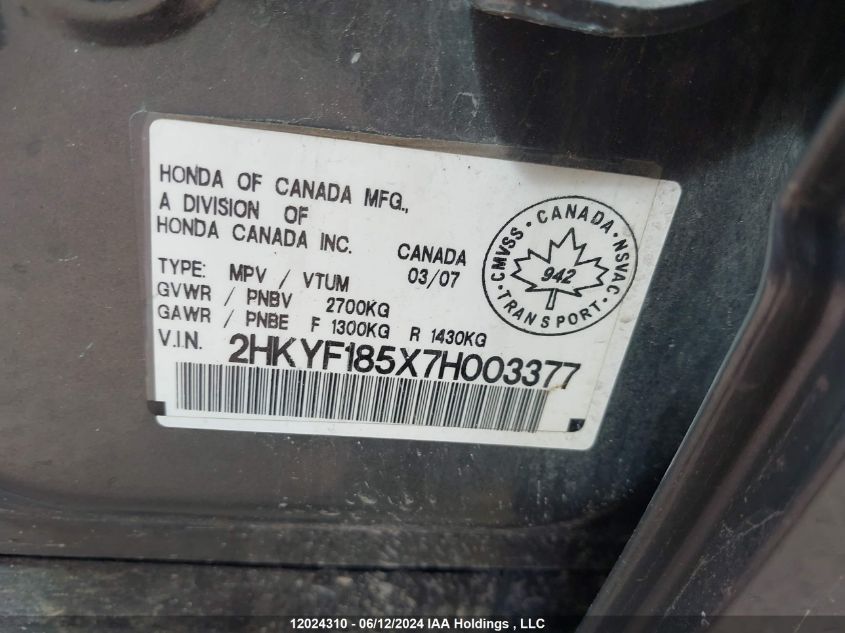 HONDA OF CANADA MFG.,
A DIVISION OF
HONDA CANADA INC.
CANADA
03/07
TYPE: MPV / VTUM
GVWR / PNBV 2700KG
GAWR / PNBE F 1300KG R 1430KG
V.I.N. 2HKYF185X7H003377
CMVSS · CANADA · NSVAC
942
· TRANSPORT ·
12024310 - 06/12/2024 IAA Holdings , LLC